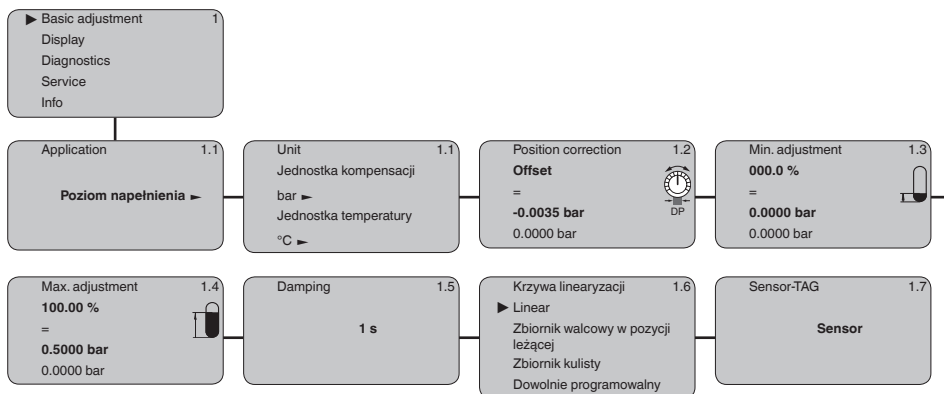 ▶ Basic adjustment 1
Display
Diagnostics
Service
Info
Application 1.1
Poziom napełnienia ►
Unit 1.1
Jednostka kompensacji
bar ►
Jednostka temperatury
°C ►
Position correction 1.2
Offset
=
-0.0035 bar
0.0000 bar
DP
Min. adjustment 1.3
000.0 %
=
0.0000 bar
0.0000 bar
Max. adjustment 1.4
100.00 %
=
0.5000 bar
0.0000 bar
Damping 1.5
1 s
Krzywa linearyzacji 1.6
▶ Linear
Zbiornik walcowy w pozycji
leżącej
Zbiornik kulisty
Dowolnie programowalny
Sensor-TAG 1.7
Sensor